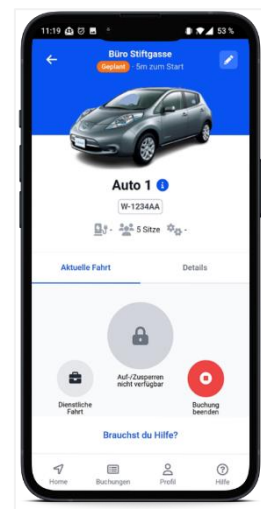 11:19
53 %
Büro Stiftgasse
Geplant · 5m zum Start
Auto 1
W-1234AA
- 5 Sitze -
Aktuelle Fahrt Details
Auf-/Zusperren
nicht verfügbar
Dienstliche
Fahrt
Buchung
beenden
Brauchst du Hilfe?
Home Buchungen Profil Hilfe